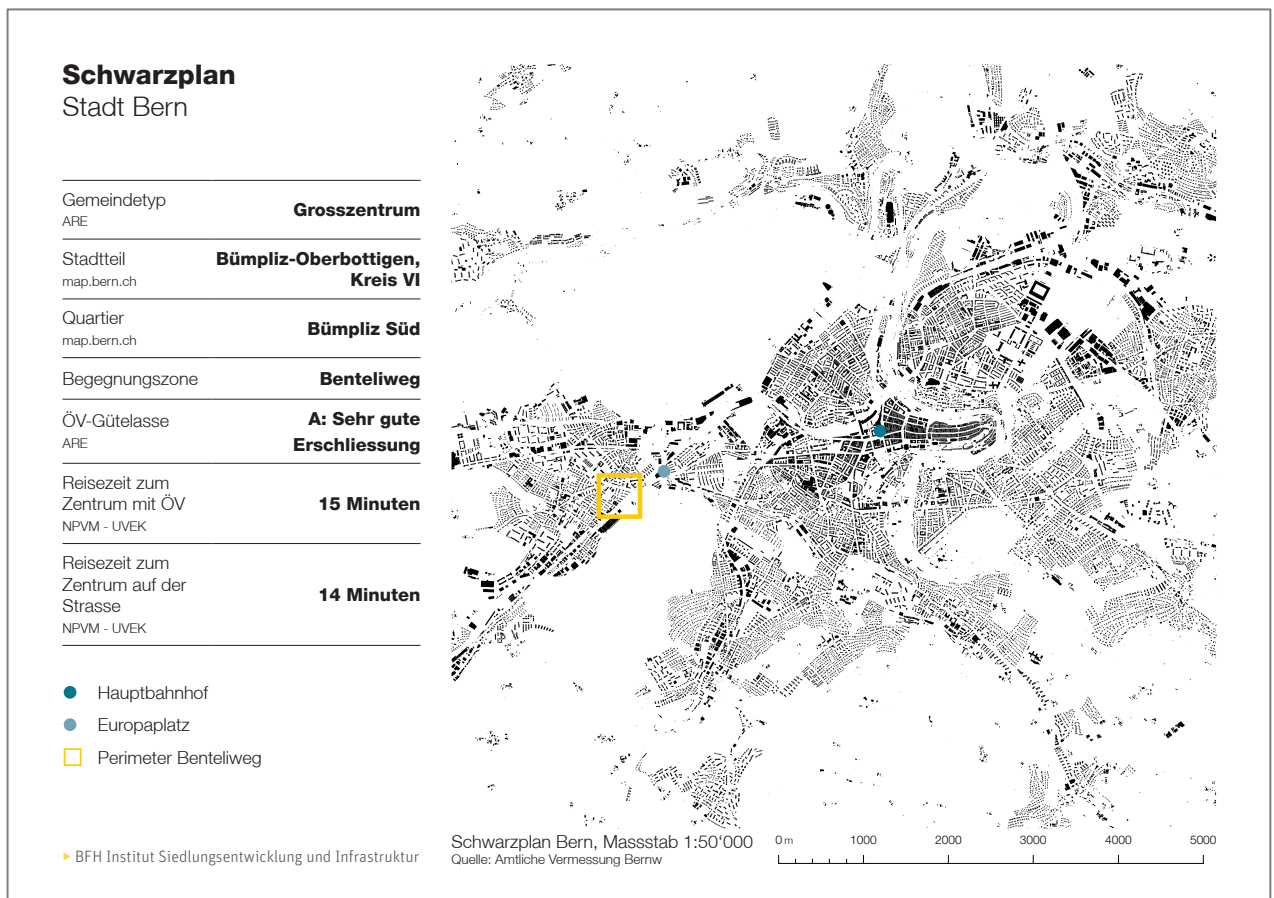 Schwarzplan
Stadt Bern
Gemeindetyp
ARE
Grosszentrum
Stadtteil
map.bern.ch
Bümpliz-Oberbottigen,
Kreis VI
Quartier
map.bern.ch
Bümpliz Süd
Begegnungszone
Benteliweg
ÖV-Gütelasse
ARE
A: Sehr gute
Erschliessung
Reisezeit zum
Zentrum mit ÖV
NPVM - UVEK
15 Minuten
Reisezeit zum
Zentrum auf der
Strasse
NPVM - UVEK
14 Minuten
Hauptbahnhof
Europaplatz
Perimeter Benteliweg
BFH Institut Siedlungsentwicklung und Infrastruktur
Schwarzplan Bern, Massstab 1:50‘000
Quelle: Amtliche Vermessung Bernw
0 m 1000 2000 3000 4000 5000